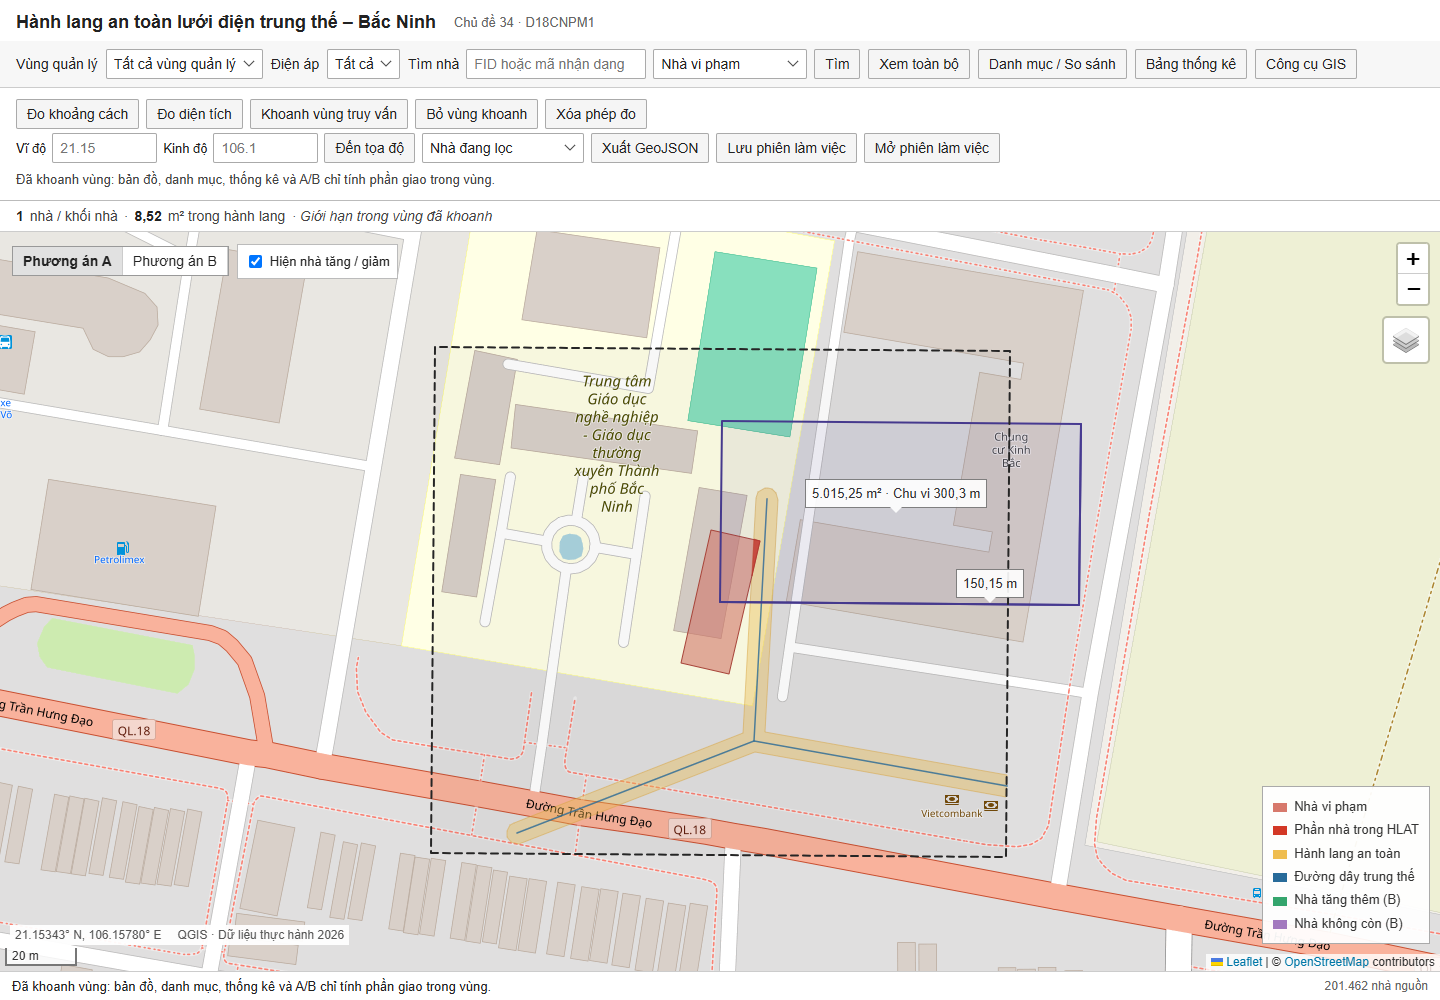 Hành lang an toàn lưới điện trung thế – Bắc Ninh
Chủ đề 34 · D18CNPM1
Vùng quản lý
Tất cả vùng quản lý
Điện áp
Tất cả
Tìm nhà
FID hoặc mã nhận dạng
Nhà vi phạm
Tìm
Xem toàn bộ
Danh mục / So sánh
Bảng thống kê
Công cụ GIS
Đo khoảng cách
Đo diện tích
Khoanh vùng truy vấn
Bỏ vùng khoanh
Xóa phép đo
Vĩ độ
21.15
Kinh độ
106.1
Đến tọa độ
Nhà đang lọc
Xuất GeoJSON
Lưu phiên làm việc
Mở phiên làm việc
Đã khoanh vùng: bản đồ, danh mục, thống kê và A/B chỉ tính phần giao trong vùng.
1 nhà / khối nhà · 8,52 m² trong hành lang · Giới hạn trong vùng đã khoanh
Phương án A
Phương án B
Hiện nhà tăng / giảm
+
−
xe
Võ
Trung tâm
Giáo dục
nghề nghiệp
- Giáo dục
thường
xuyên Thành
phố Bắc
Ninh
Chung
cư Kinh
Bắc
5.015,25 m² · Chu vi 300,3 m
150,15 m
Petrolimex
g Trần Hưng Đạo
QL.18
Đường Trần Hưng Đạo
QL.18
Vietcombank
Đường Trầ
g Đạo
Nhà vi phạm
Phần nhà trong HLAT
Hành lang an toàn
Đường dây trung thế
Nhà tăng thêm (B)
Nhà không còn (B)
21.15343° N, 106.15780° E
QGIS · Dữ liệu thực hành 2026
20 m
Leaflet | © OpenStreetMap contributors
Đã khoanh vùng: bản đồ, danh mục, thống kê và A/B chỉ tính phần giao trong vùng.
201.462 nhà nguồn